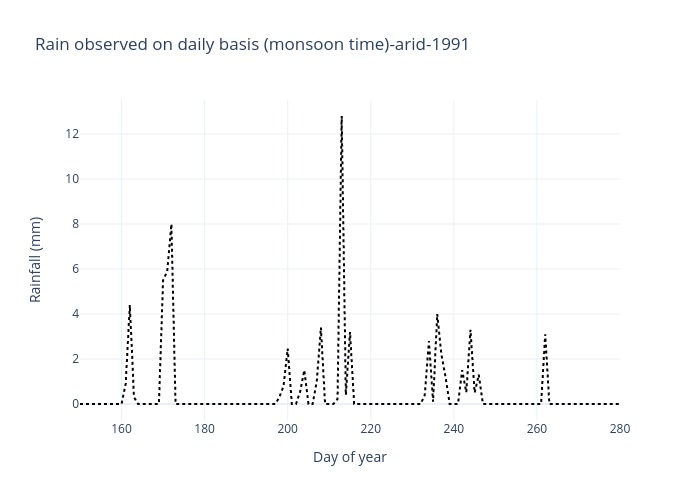 Rain observed on daily basis (monsoon time)-arid-1991
12
10
8
6
4
2
0
Rainfall (mm)
160 180 200 220 240 260 280
Day of year